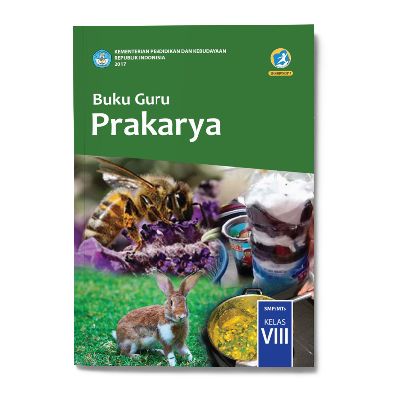 KEMENTERIAN PENDIDIKAN DAN KEBUDAYAAN
REPUBLIK INDONESIA
2017
Buku Guru
Prakarya
SMP/MTs
KELAS
VIII